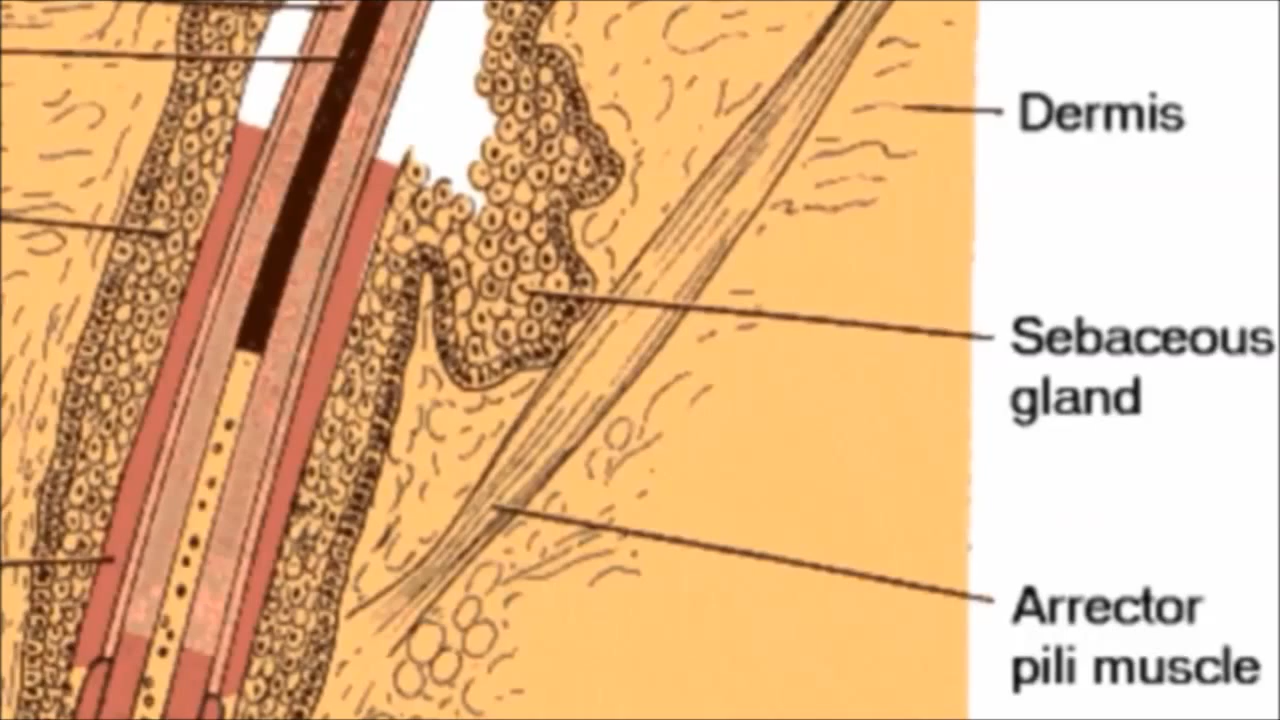 Dermis
Sebaceous
gland
Arrector
pili muscle